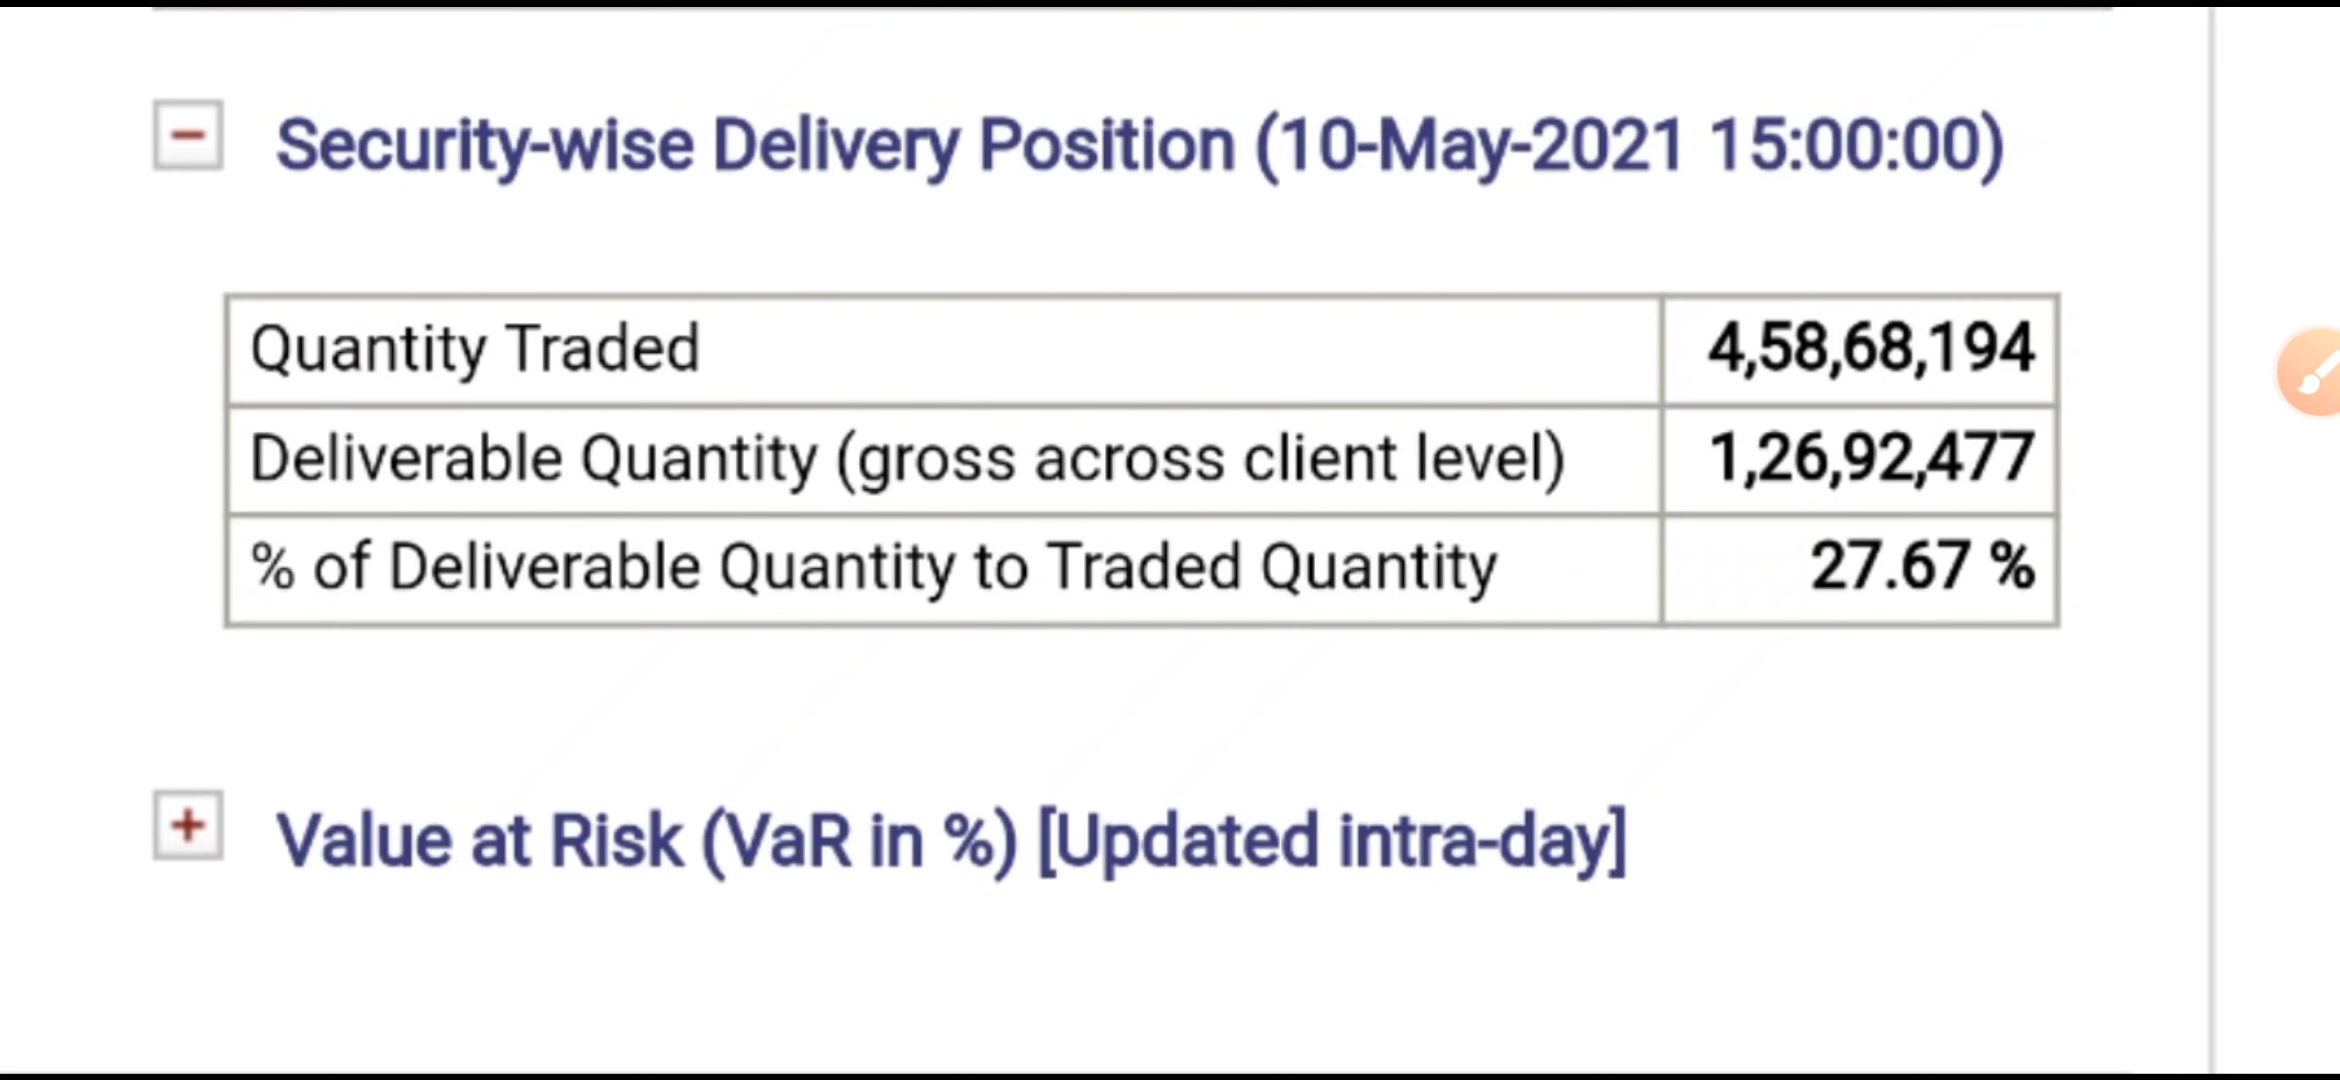 Security-wise Delivery Position (10-May-2021 15:00:00)
Quantity Traded 4,58,68,194
Deliverable Quantity (gross across client level) 1,26,92,477
% of Deliverable Quantity to Traded Quantity 27.67 %
Value at Risk (VaR in %) [Updated intra-day]